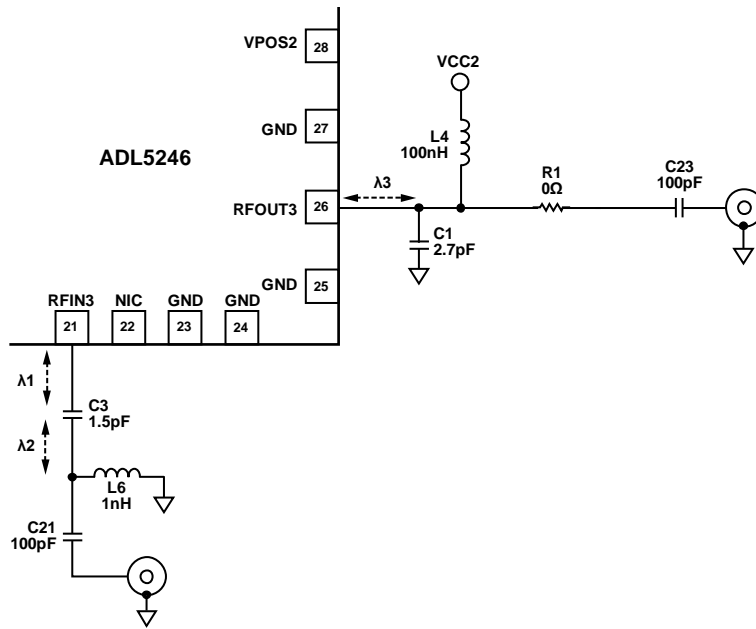 VPOS2
28
VCC2
GND
27
L4
100nH
ADL5246
λ3
R1
0Ω
C23
100pF
RFOUT3
26
C1
2.7pF
GND
25
RFIN3
NIC
GND
GND
21
22
23
24
λ1
C3
1.5pF
λ2
L6
1nH
C21
100pF